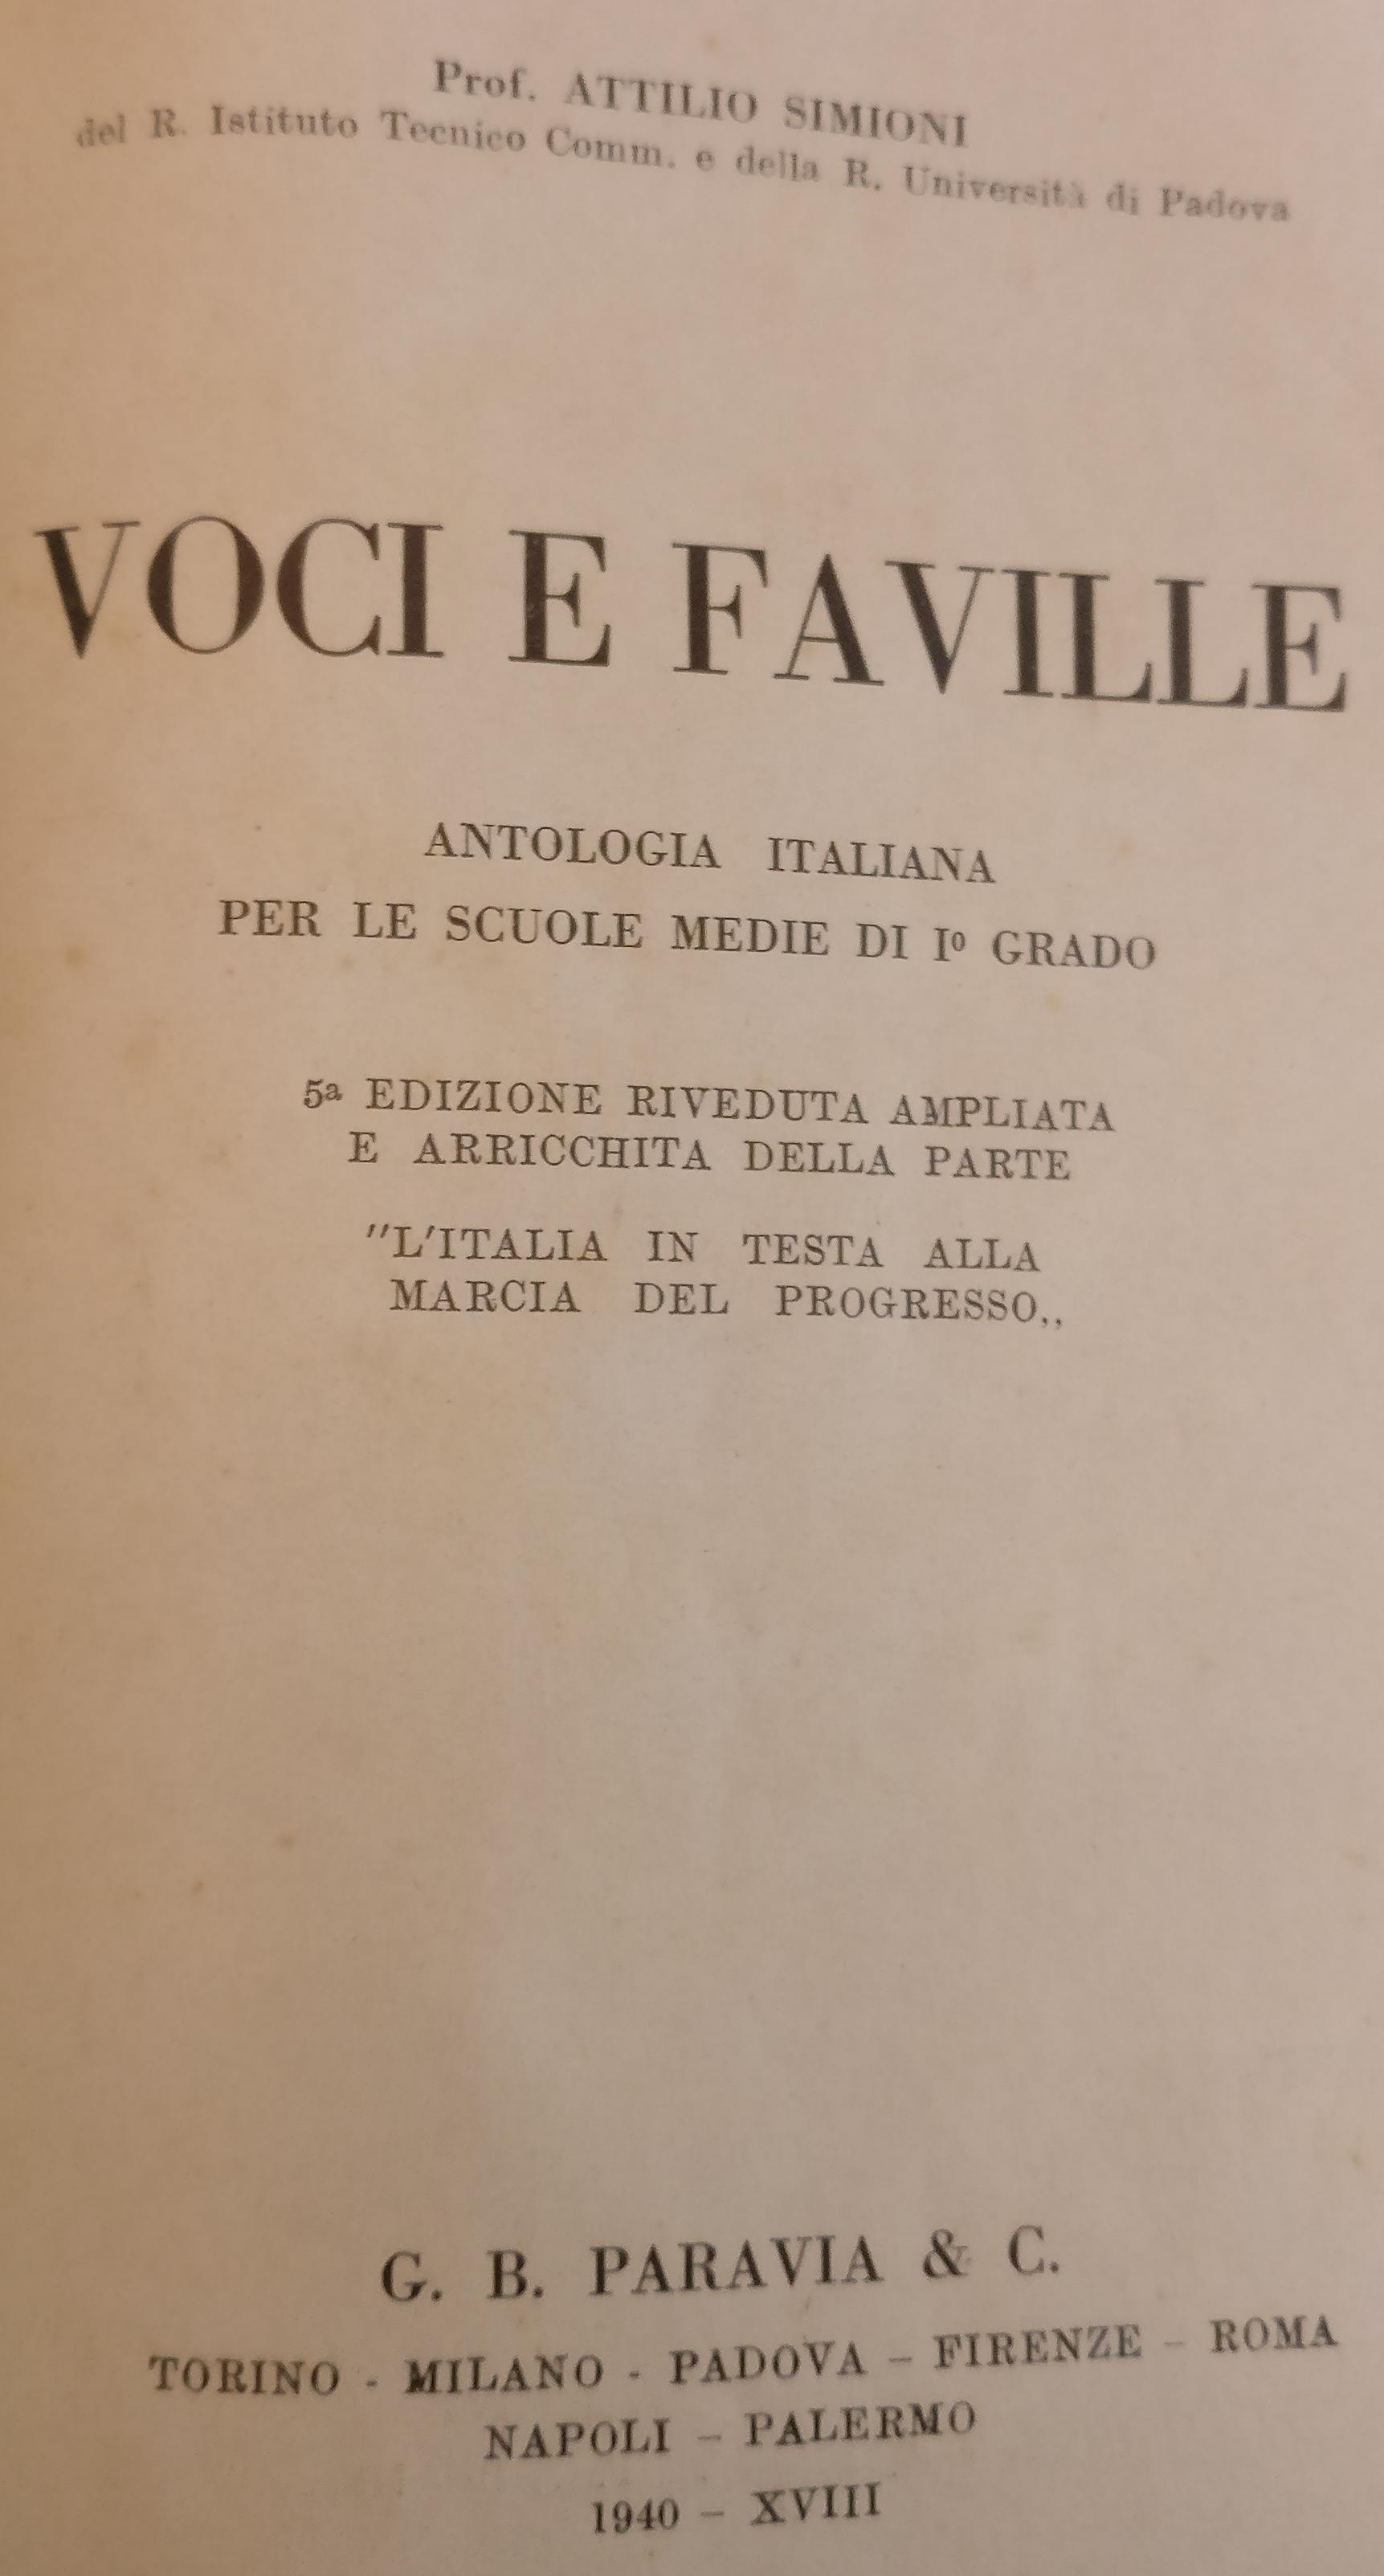 Prof. ATTILIO SIMIONI
del R. Istituto Tecnico Comm. e della R. Università di Padova
VOCI E FAVILLE
ANTOLOGIA ITALIANA
PER LE SCUOLE MEDIE DI Iº GRADO
5ª EDIZIONE RIVEDUTA AMPLIATA
E ARRICCHITA DELLA PARTE
"L'ITALIA IN TESTA ALLA
MARCIA DEL PROGRESSO,,
G. B. PARAVIA & C.
TORINO - MILANO - PADOVA – FIRENZE – ROMA
NAPOLI – PALERMO
1940 – XVIII